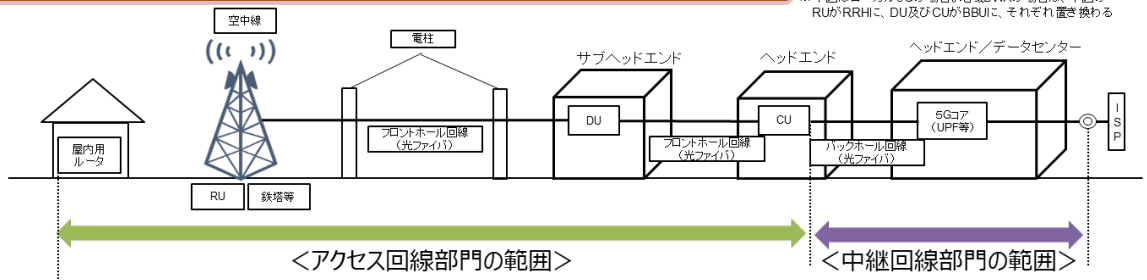 RUがRRHに、DU及びCUがBBUに、それぞれ置き換わる
空中線
電柱
サブヘッドエンド
ヘッドエンド
ヘッドエンド／データセンター
屋内用
ルータ
フロントホール回線
(光ファイバ)
DU
フロントホール回線
(光ファイバ)
CU
バックホール回線
(光ファイバ)
5Gコア
(UPF等)
ISP
RU
鉄塔等
＜アクセス回線部門の範囲＞
＜中継回線部門の範囲＞